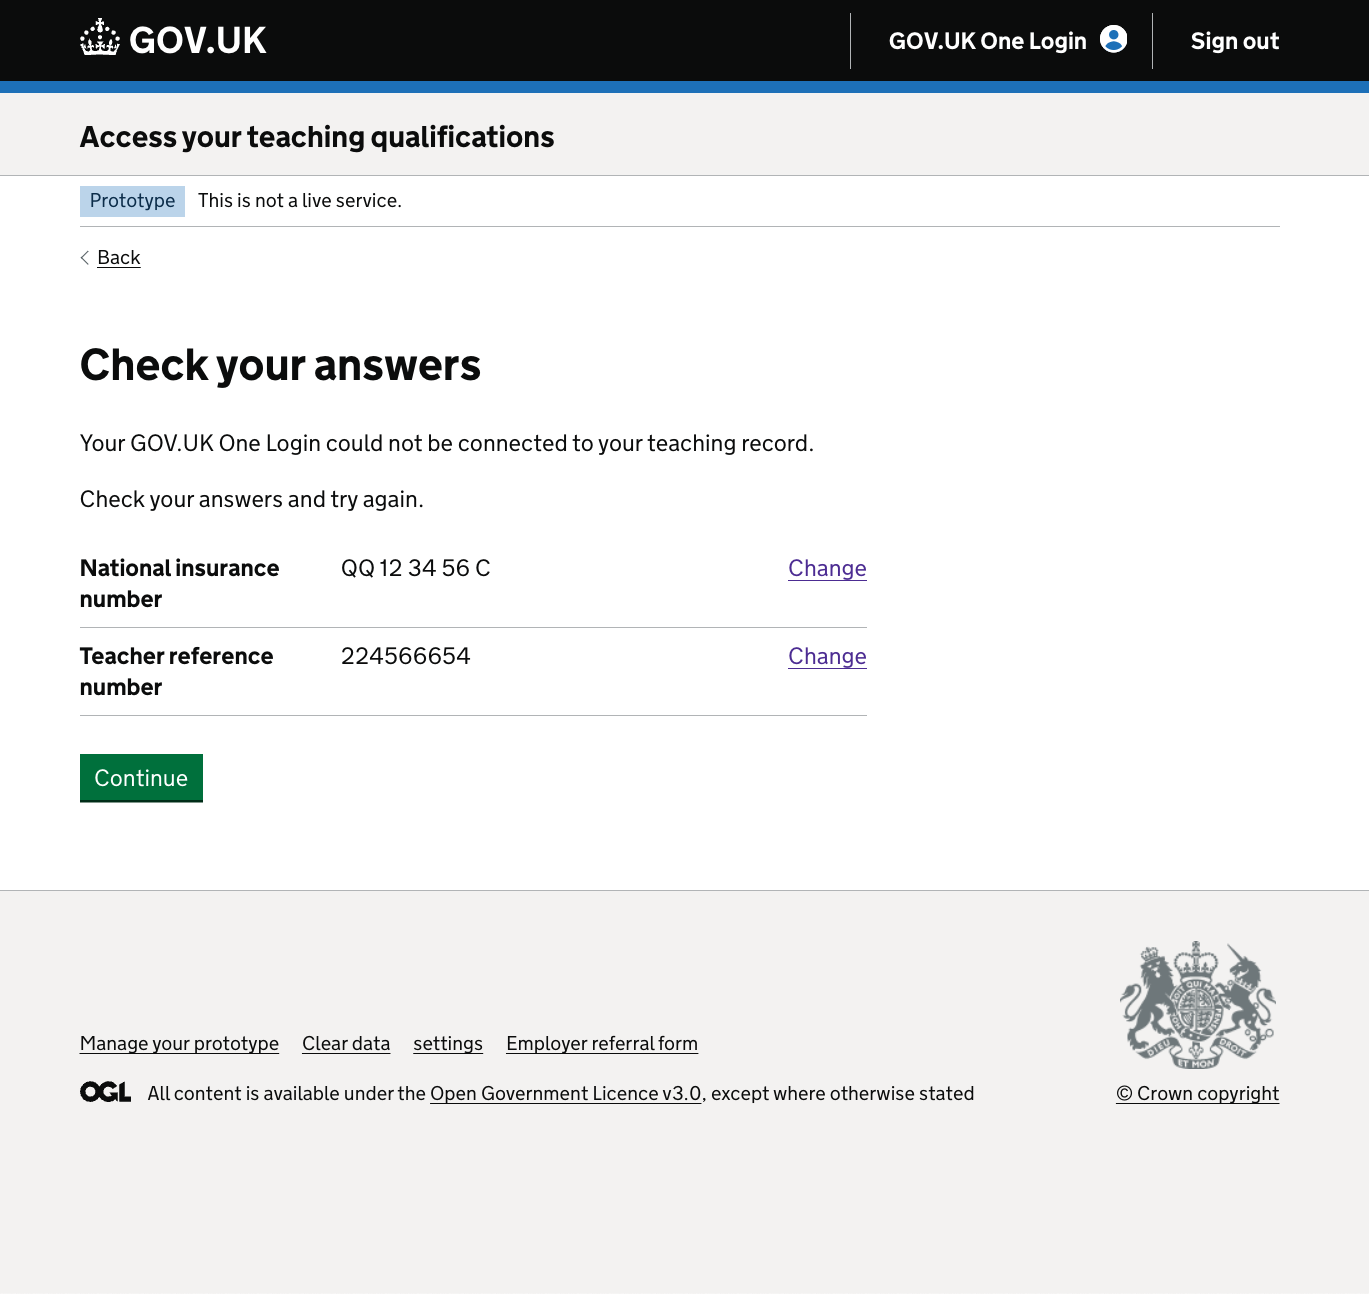 GOV.UK
GOV.UK One Login
Sign out
Access your teaching qualifications
Prototype This is not a live service.
Back
Check your answers
Your GOV.UK One Login could not be connected to your teaching record.
Check your answers and try again.
National insurance number
QQ 12 34 56 C
Change
Teacher reference number
224566654
Change
Continue
Manage your prototype Clear data settings Employer referral form
OGL All content is available under the Open Government Licence v3.0, except where otherwise stated
DIEU ET MON DROIT
© Crown copyright